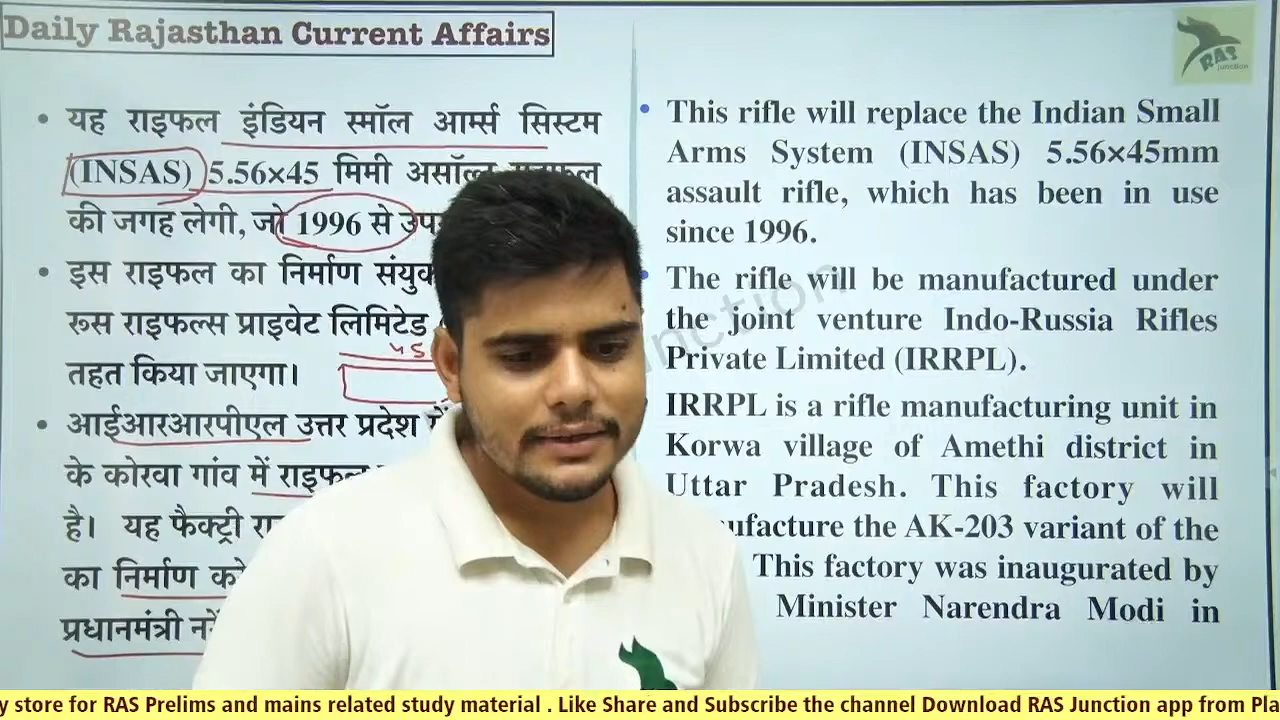 Daily Rajasthan Current Affairs
RAS
junction
• यह राइफल इंडियन स्मॉल आर्म्स सिस्टम
(INSAS) 5.56×45 मिमी असॉल्ट
की जगह लेगी, जो 1996 से
• इस राइफल का निर्माण
रूस राइफल्स प्राइवेट लिमिटेड
तहत किया जाएगा।
• आईआरआरपीएल उत्तर प्रदेश में
के कोरवा गांव में
है। यह फैक्ट्री
का निर्माण
प्रधानमंत्री
• This rifle will replace the Indian Small
Arms System (INSAS) 5.56×45mm
assault rifle, which has been in use
since 1996.
• The rifle will be manufactured under
the joint venture Indo-Russia Rifles
Private Limited (IRRPL).
IRRPL is a rifle manufacturing unit in
Korwa village of Amethi district in
Uttar Pradesh. This factory will
the AK-203 variant of the
This factory was inaugurated by
Minister Narendra Modi in
store for RAS Prelims and mains related study material . Like Share and Subscribe the channel Download RAS Junction app from